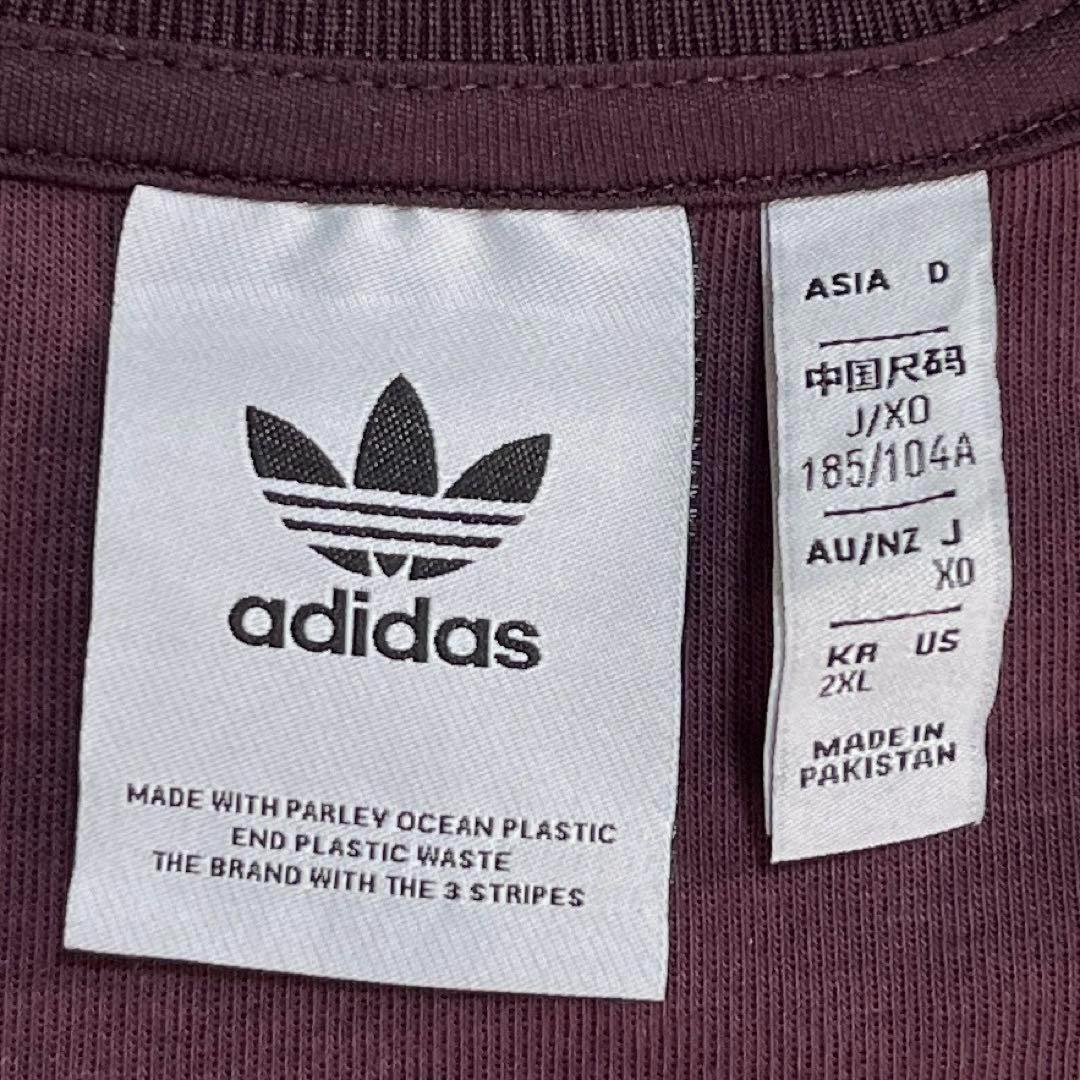 adidas
MADE WITH PARLEY OCEAN PLASTIC
END PLASTIC WASTE
THE BRAND WITH THE 3 STRIPES
ASIA D
中国尺码
J/XO
185/104A
AU/NZ J
XO
KR US
2XL
MADE IN
PAKISTAN